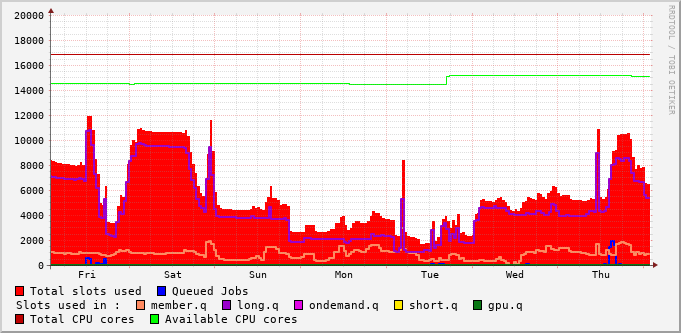 20000
18000
16000
14000
12000
10000
8000
6000
4000
2000
0
Fri Sat Sun Mon Tue Wed Thu
RRDTOOL / TOBI OETIKER
Total slots used Queued Jobs
Slots used in : member.q long.q ondemand.q short.q gpu.q
Total CPU cores Available CPU cores